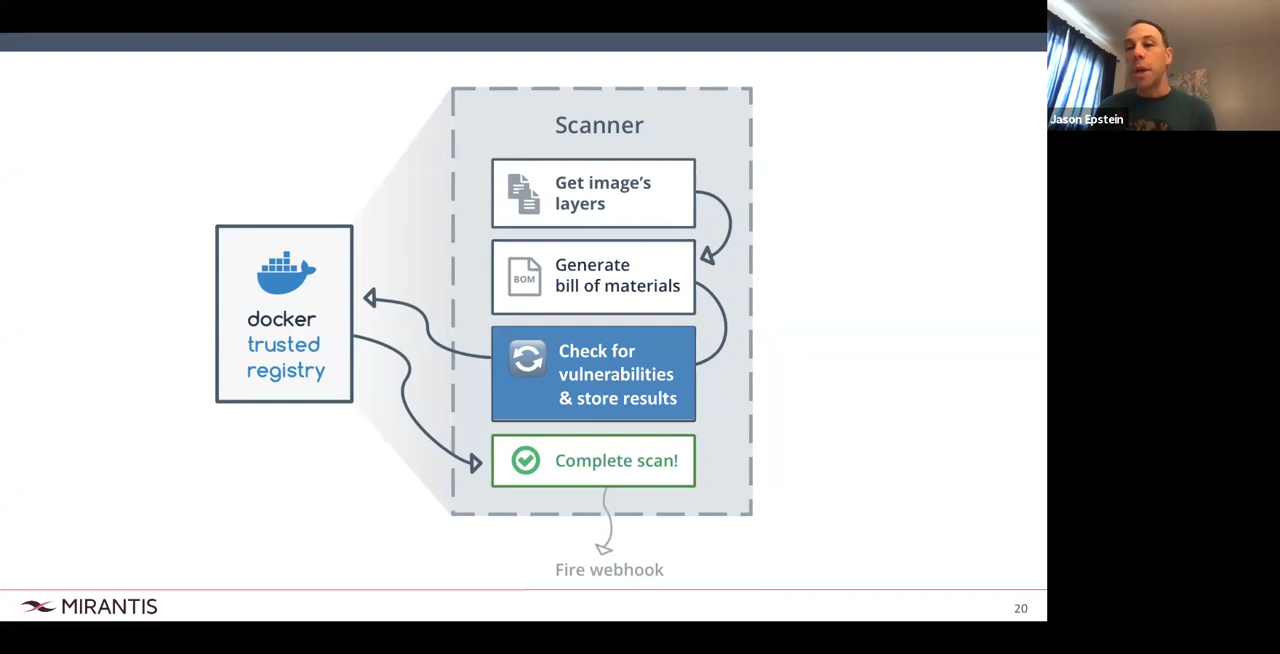 Scanner
Get image's
layers
BOM
Generate
bill of materials
docker
trusted
registry
Check for
vulnerabilities
& store results
Complete scan!
Fire webhook
MIRANTIS
20
Jason Epstein